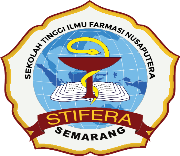 SEKOLAH TINGGI ILMU FARMASI NUSAPUTERA
STIFERA
SEMARANG